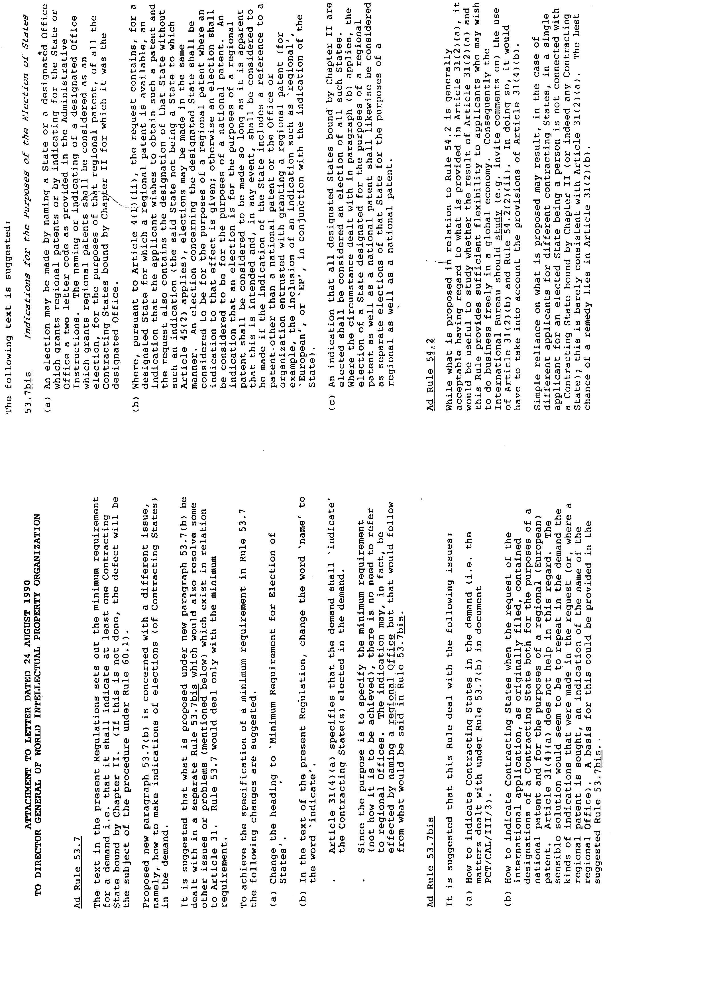 ATTACHMENT TO LETTER DATED 24 AUGUST 1990
TO DIRECTOR GENERAL OF WORLD INTELLECTUAL PROPERTY ORGANIZATION
Ad Rule 53.7
The text in the present Regulations sets out the minimum requirement
for a demand i.e. that it shall indicate at least one Contracting
State bound by Chapter II. (If this is not done, the defect will be
the subject of the procedure under Rule 60.1).
Proposed new paragraph 53.7(b) is concerned with a different issue,
namely, how to make indications of elections (of Contracting States)
in the demand.
It is suggested that what is proposed under new paragraph 53.7(b) be
dealt with in a separate Rule 53.7bis which would also resolve some
other issues or problems (mentioned below) which exist in relation
to Article 31. Rule 53.7 would deal only with the minimum
requirement.
To achieve the specification of a minimum requirement in Rule 53.7
the following changes are suggested.
(a) Change the heading to `Minimum Requirement for Election of
States'.
(b) In the text of the present Regulation, change the word `name' to
the word `indicate'.
. Article 31(4)(a) specifies that the demand shall `indicate'
the Contracting State(s) elected in the demand.
. Since the purpose is to specify the minimum requirement
(not how it is to be achieved), there is no need to refer
to regional Offices. The indication may, in fact, be
effected by naming a regional Office but that would follow
from what would be said in Rule 53.7bis.
Ad Rule 53.7bis
It is suggested that this Rule deal with the following issues:
(a) How to indicate Contracting States in the demand (i.e. the
matters dealt with under Rule 53.7(b) in document
PCT/CAL/III/3).
(b) How to indicate Contracting States when the request of the
international application, as originally filed, contained
designations of a Contracting State both for the purposes of a
national patent and for the purposes of a regional (European)
patent. Article 31(4)(a) does not help in this regard. The
sensible solution would seem to be to repeat in the demand the
kinds of indications that were made in the request (or, where a
regional patent is sought, an indication of the name of the
regional Office). A basis for this could be provided in the
suggested Rule 53.7bis.
The following text is suggested:
53.7bis Indications for the Purposes of the Election of States
(a) An election may be made by naming a State or a designated Office
which grants regional patents or by indicating for the State or
Office a two letter code as provided in the Administrative
Instructions. The naming or indicating of a designated Office
which grants regional patents shall be considered as an
election, for the purposes of that regional patent, of all the
Contracting States bound by Chapter II for which it was the
designated Office.
(b) Where, pursuant to Article 4(1)(ii), the request contains, for a
designated State for which a regional patent is available, an
indication that the applicant wishes to obtain such a patent and
the request also contains the designation of that State without
such an indication (the said State not being a State to which
Article 45(2) applies), elections may be made in the same
manner. An election concerning the designated State shall be
considered to be for the purposes of a regional patent where an
indication to that effect is given; otherwise an election shall
be considered to be for the purposes of a national patent. An
indication that an election is for the purposes of a regional
patent shall be considered to be made so long as it is apparent
that this is intended and, in any event, shall be considered to
be made if the indication of the State includes a reference to a
patent other than a national patent or the Office or
organization entrusted with granting a regional patent (for
example, the inclusion of an indication such as `regional',
`European', or `EP', in conjunction with the indication of the
State).
(c) An indication that all designated States bound by Chapter II are
elected shall be considered an election of all such States.
Where the circumstance dealt with in paragraph (b) applies, the
election of a State designated for the purposes of a regional
patent as well as a national patent shall likewise be considered
as separate elections of that State for the purposes of a
regional as well as a national patent.
Ad Rule 54.2
While what is proposed in relation to Rule 54.2 is generally
acceptable having regard to what is provided in Article 31(2)(a), it
would be useful to study whether the result of Article 31(2)(a) and
this Rule provides sufficient flexibility to applicants who may wish
to do business freely in a global economy. Consequently the
International Bureau should study (e.g. invite comments on) the use
of Article 31(2)(b) and Rule 54.2(2)(ii). In doing so, it would
have to take into account the provisions of Article 31(4)(b).
Simple reliance on what is proposed may result, in the case of
different applicants for different contracting States, in a single
applicant for an elected State being a person is not connected with
a Contracting State bound by Chapter II (or indeed any Contracting
State); this is barely consistent with Article 31(2)(a). The best
chance of a remedy lies in Article 31(2)(b).